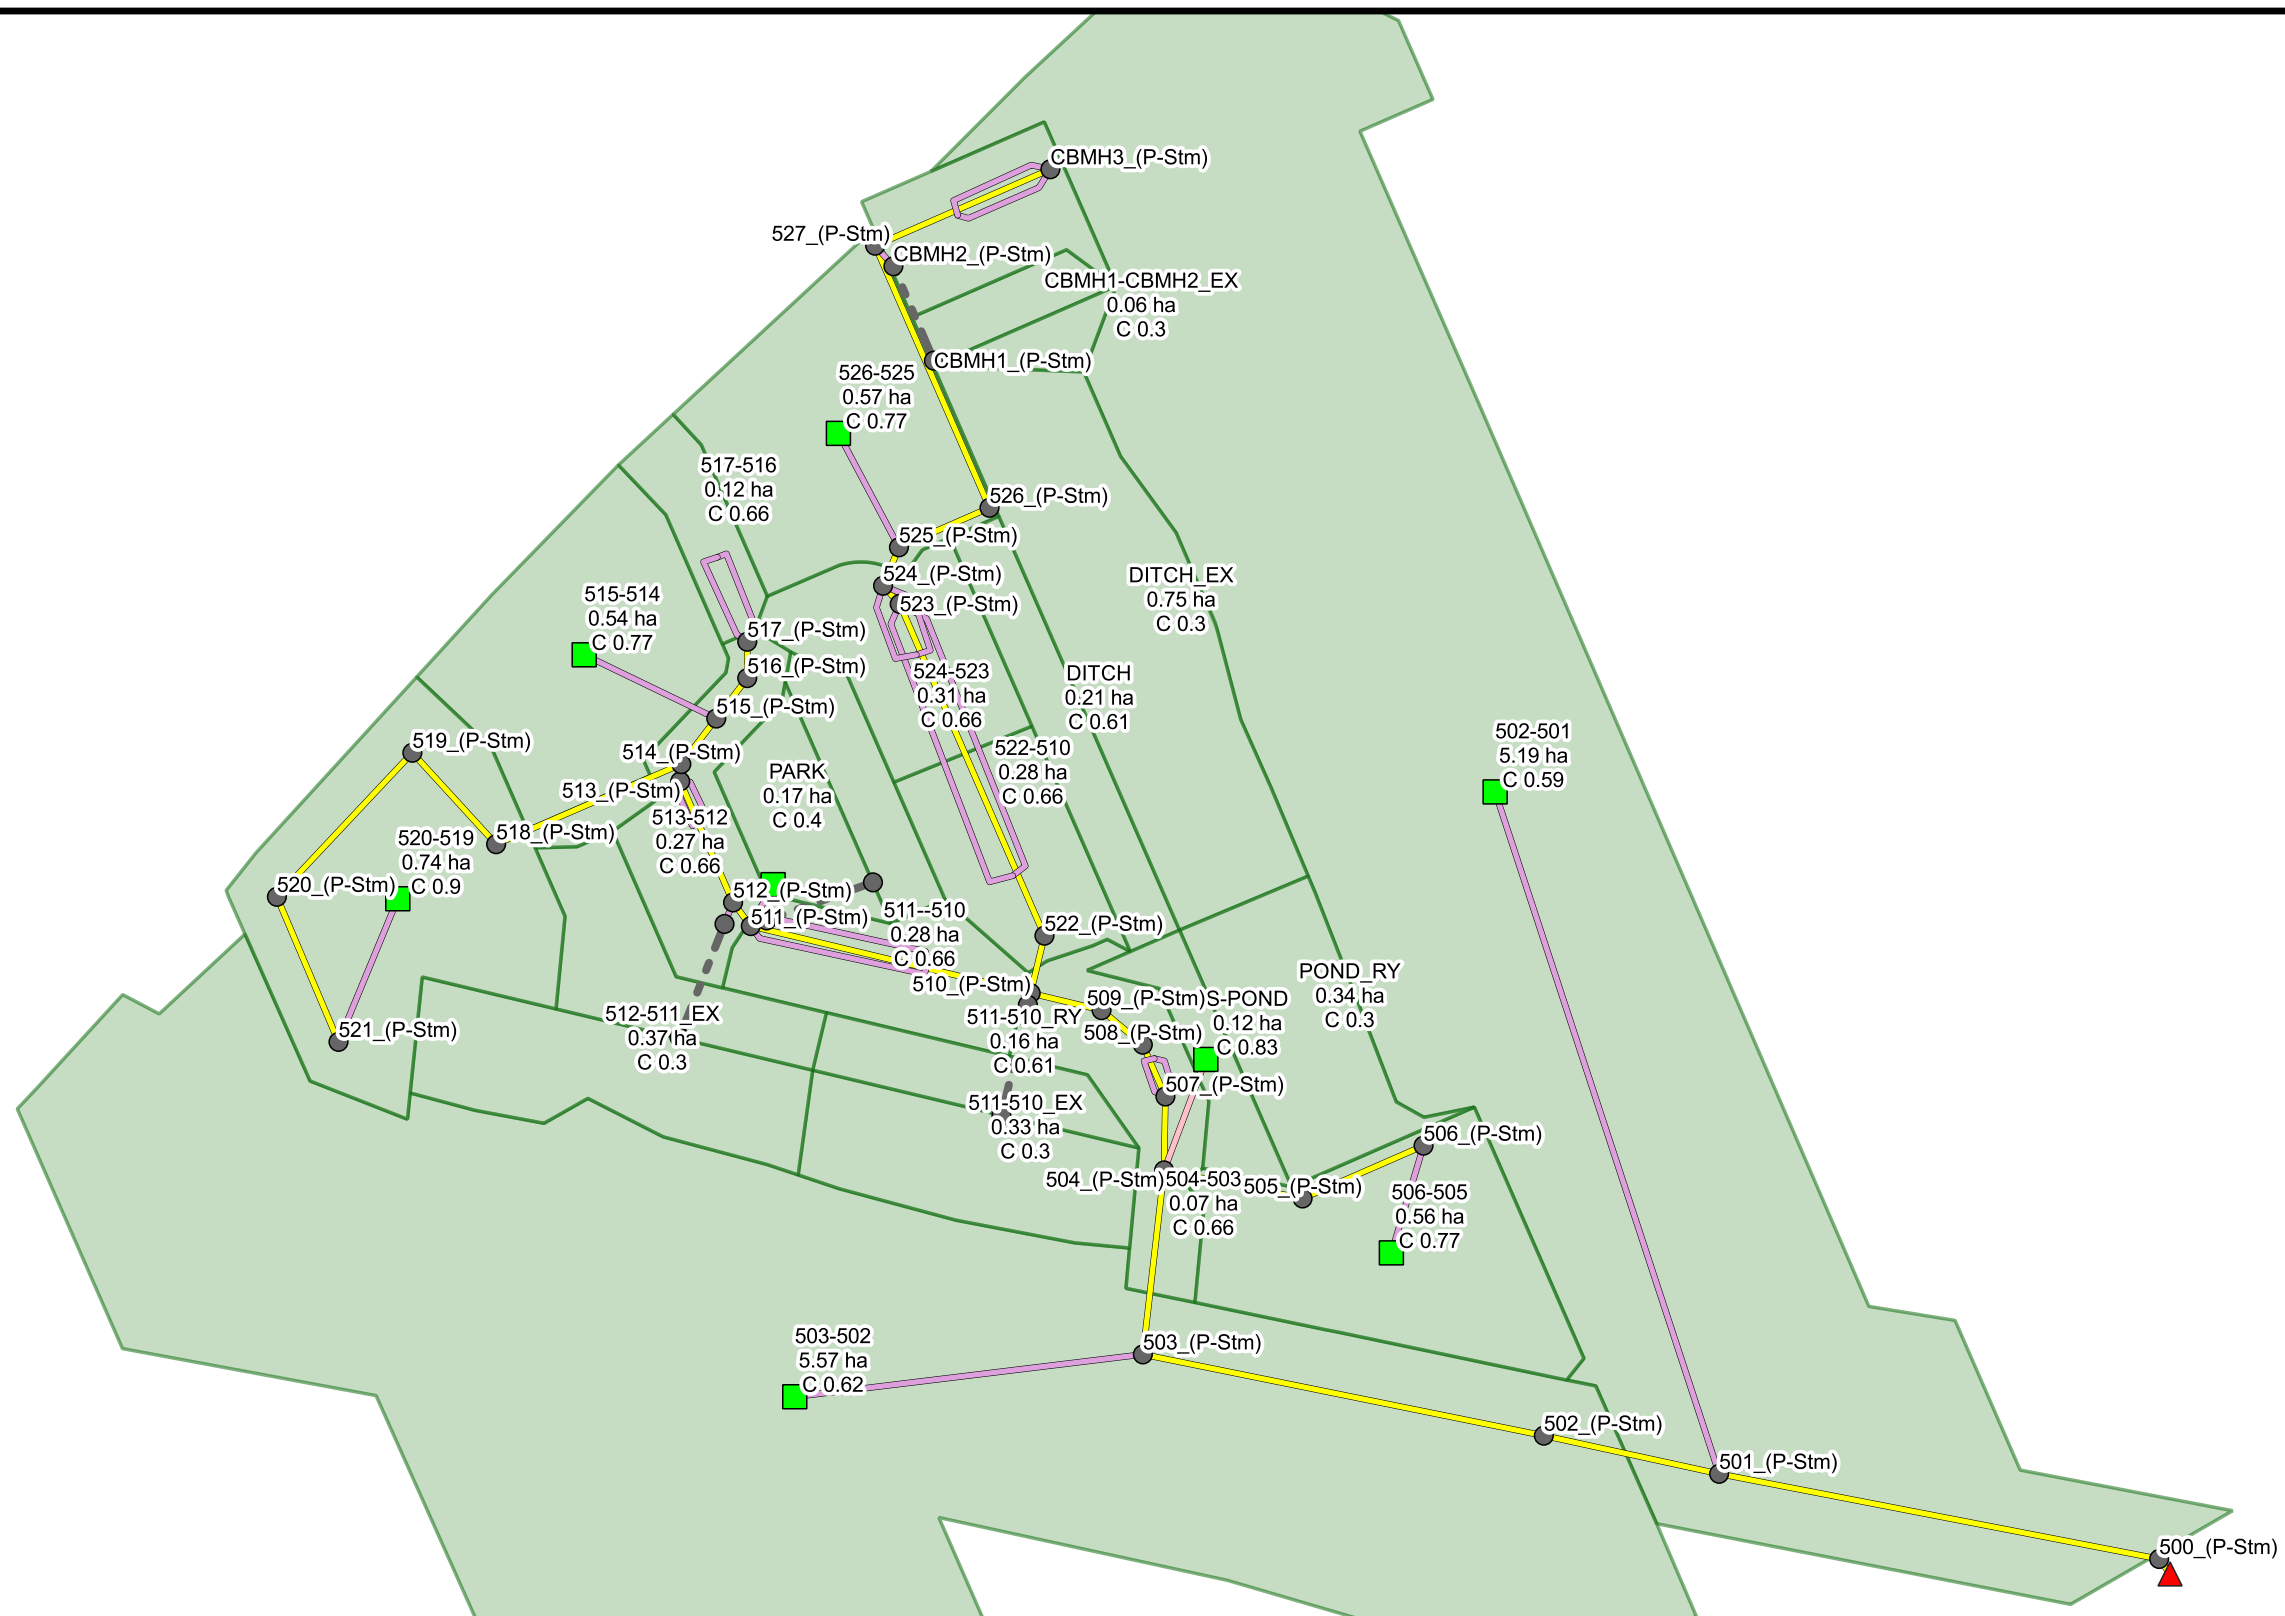 CBMH3_(P-Stm)
527_(P-Stm)
CBMH2_(P-Stm)
CBMH1-CBMH2_EX
0.06 ha
C 0.3
CBMH1_(P-Stm)
526-525
0.57 ha
C 0.77
517-516
0.12 ha
C 0.66
526_(P-Stm)
525_(P-Stm)
524_(P-Stm)
523_(P-Stm)
DITCH_EX
0.75 ha
C 0.3
515-514
0.54 ha
C 0.77
517_(P-Stm)
516_(P-Stm)
524-523
0.31 ha
C 0.66
DITCH
0.21 ha
C 0.61
515_(P-Stm)
519_(P-Stm)
514_(P-Stm)
513_(P-Stm)
522-510
0.28 ha
C 0.66
502-501
5.19 ha
C 0.59
PARK
0.17 ha
C 0.4
513-512
0.27 ha
C 0.66
518_(P-Stm)
520-519
0.74 ha
C 0.9
520_(P-Stm)
512_(P-Stm)
511_(P-Stm)
511--510
0.28 ha
C 0.66
522_(P-Stm)
510_(P-Stm)
509_(P-Stm)
S-POND
0.12 ha
C 0.83
POND_RY
0.34 ha
C 0.3
521_(P-Stm)
512-511_EX
0.37 ha
C 0.3
511-510_RY
0.16 ha
C 0.61
508_(P-Stm)
507_(P-Stm)
511-510_EX
0.33 ha
C 0.3
506_(P-Stm)
504_(P-Stm)
504-503
0.07 ha
C 0.66
505_(P-Stm)
506-505
0.56 ha
C 0.77
503-502
5.57 ha
C 0.62
503_(P-Stm)
502_(P-Stm)
501_(P-Stm)
500_(P-Stm)